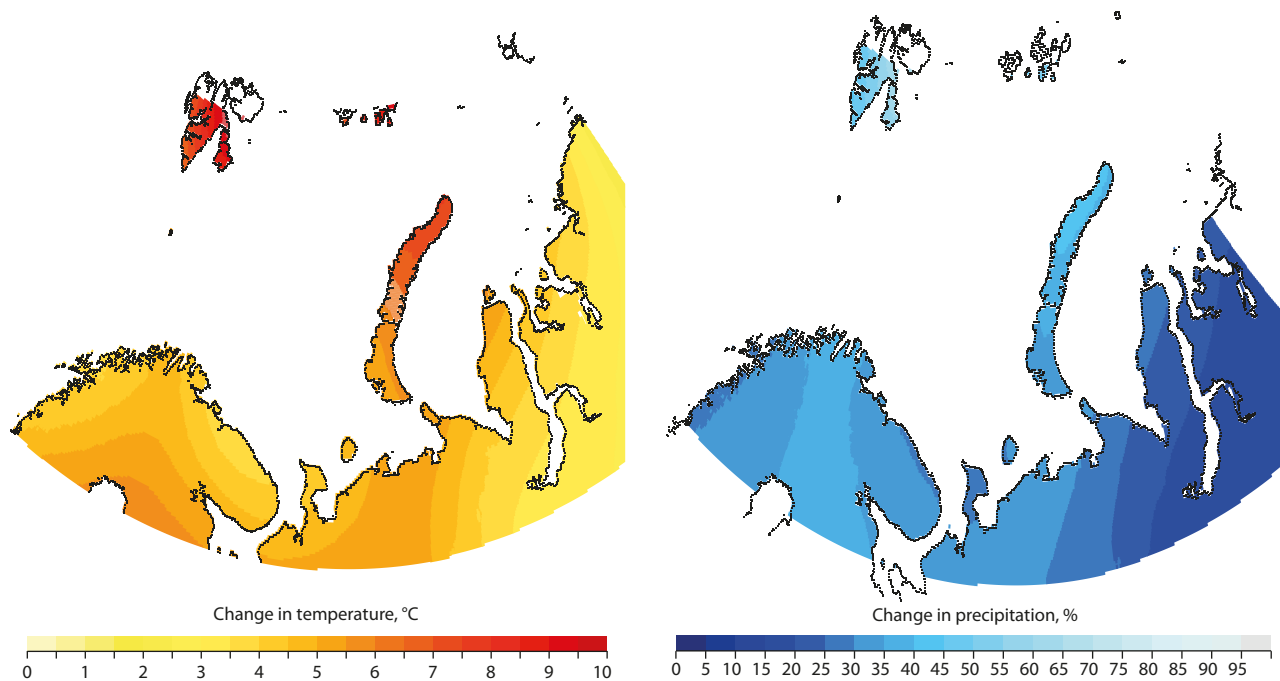 Change in temperature, °C
0 1 2 3 4 5 6 7 8 9 10
Change in precipitation, %
0 5 10 15 20 25 30 35 40 45 50 55 60 65 70 75 80 85 90 95